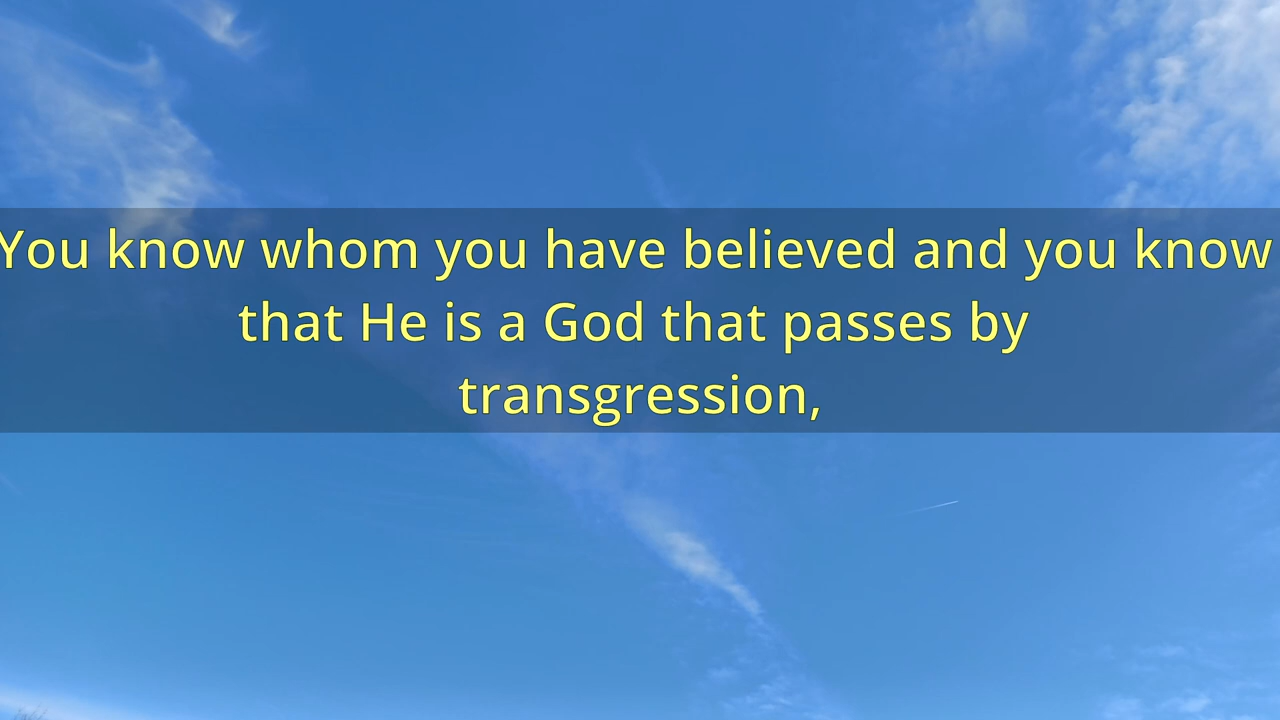 You know whom you have believed and you know
that He is a God that passes by
transgression,